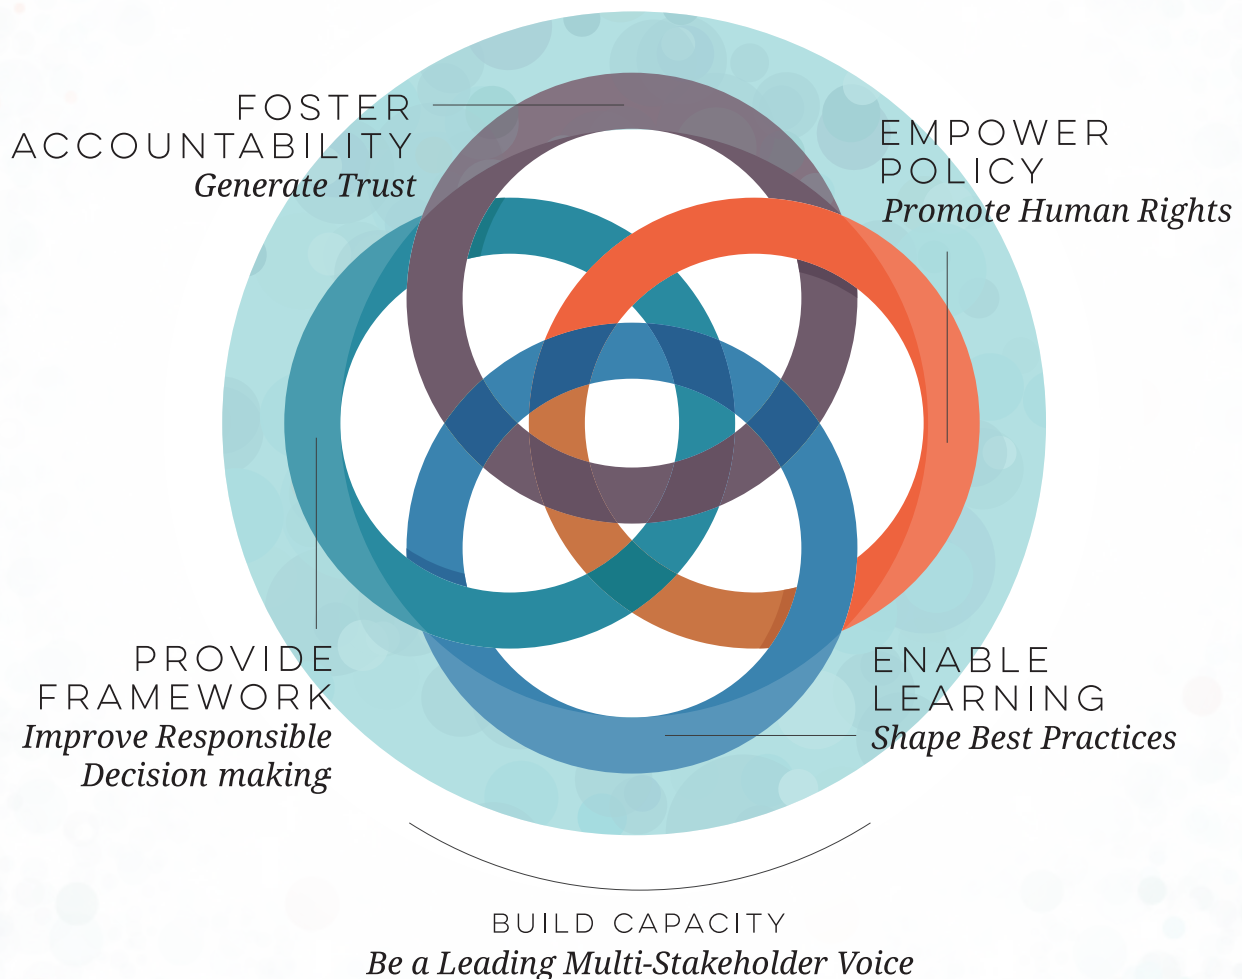 FOSTER
ACCOUNTABILITY
Generate Trust
EMPOWER
POLICY
Promote Human Rights
PROVIDE
FRAMEWORK
Improve Responsible
Decision making
ENABLE
LEARNING
Shape Best Practices
BUILD CAPACITY
Be a Leading Multi-Stakeholder Voice